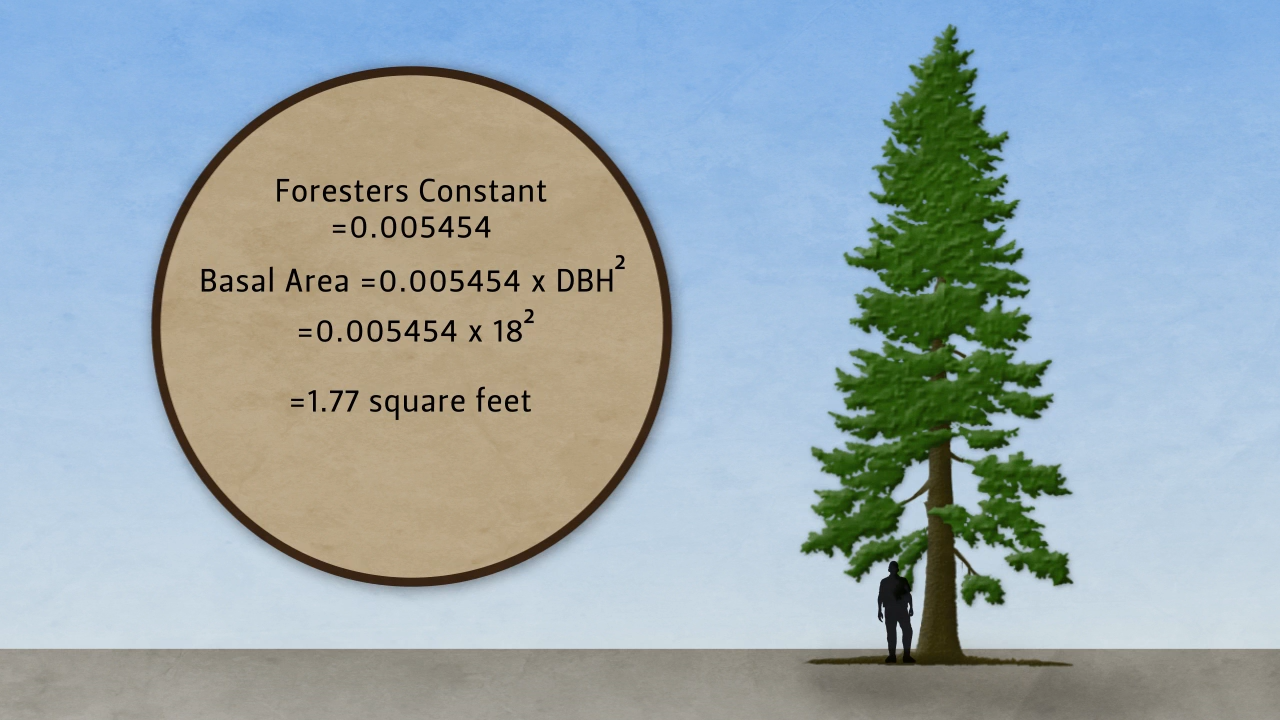 Foresters Constant
=0.005454
Basal Area =0.005454 x DBH²
=0.005454 x 18²
=1.77 square feet